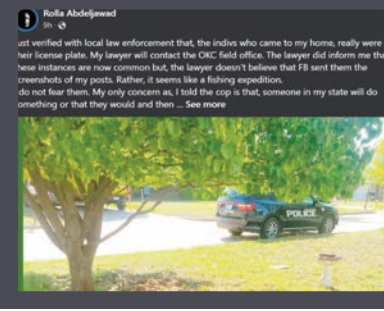 Rolla Abdeljawad
9h ·
ust verified with local law enforcement that, the indivs who came to my home, really were
heir license plate. My lawyer will contact the OKC field office. The lawyer did inform me tha
hese instances are now common but, the lawyer doesn't believe that FB sent them the
creenshots of my posts. Rather, it seems like a fishing expedition.
do not fear them. My only concern as, I told the cop is that, someone in my state will do
omething or that they would and then ... See more
POLICE